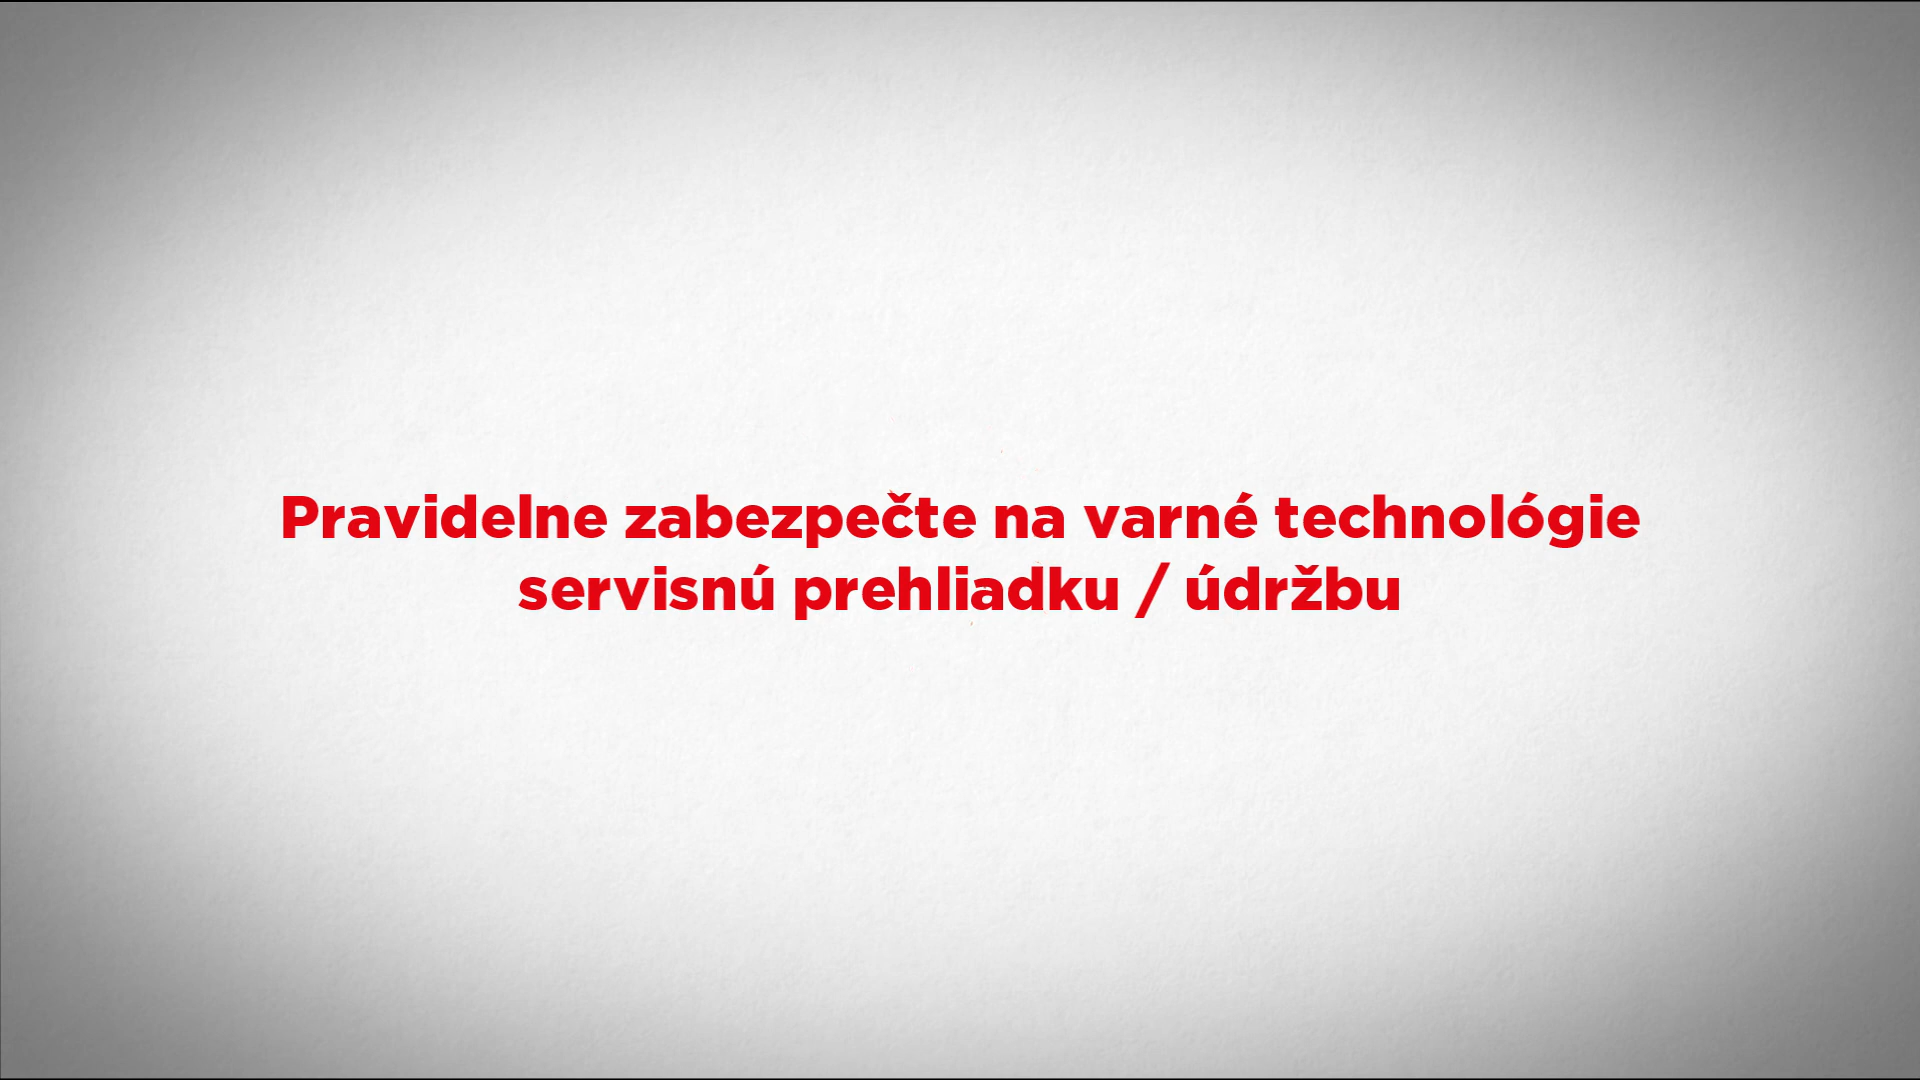 Pravidelne zabezpečte na varné technológie
servisnú prehliadku / údržbu